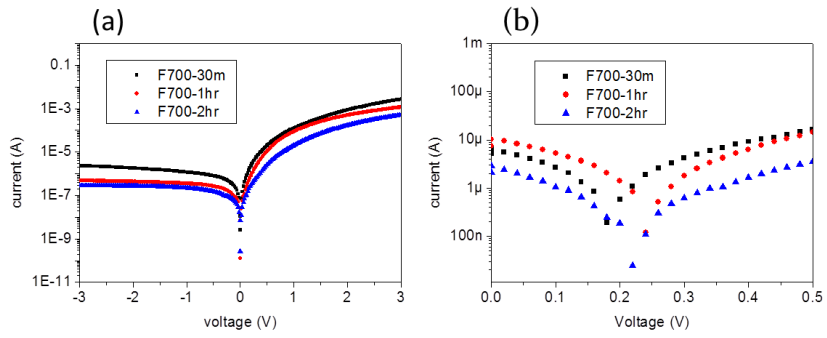 (a)
0.1
1E-3
1E-5
1E-7
1E-9
1E-11
current (A)
F700-30m
F700-1hr
F700-2hr
-3 -2 -1 0 1 2 3
voltage (V)
(b)
1m
100μ
10μ
1μ
100n
current (A)
F700-30m
F700-1hr
F700-2hr
0.0 0.1 0.2 0.3 0.4 0.5
Voltage (V)